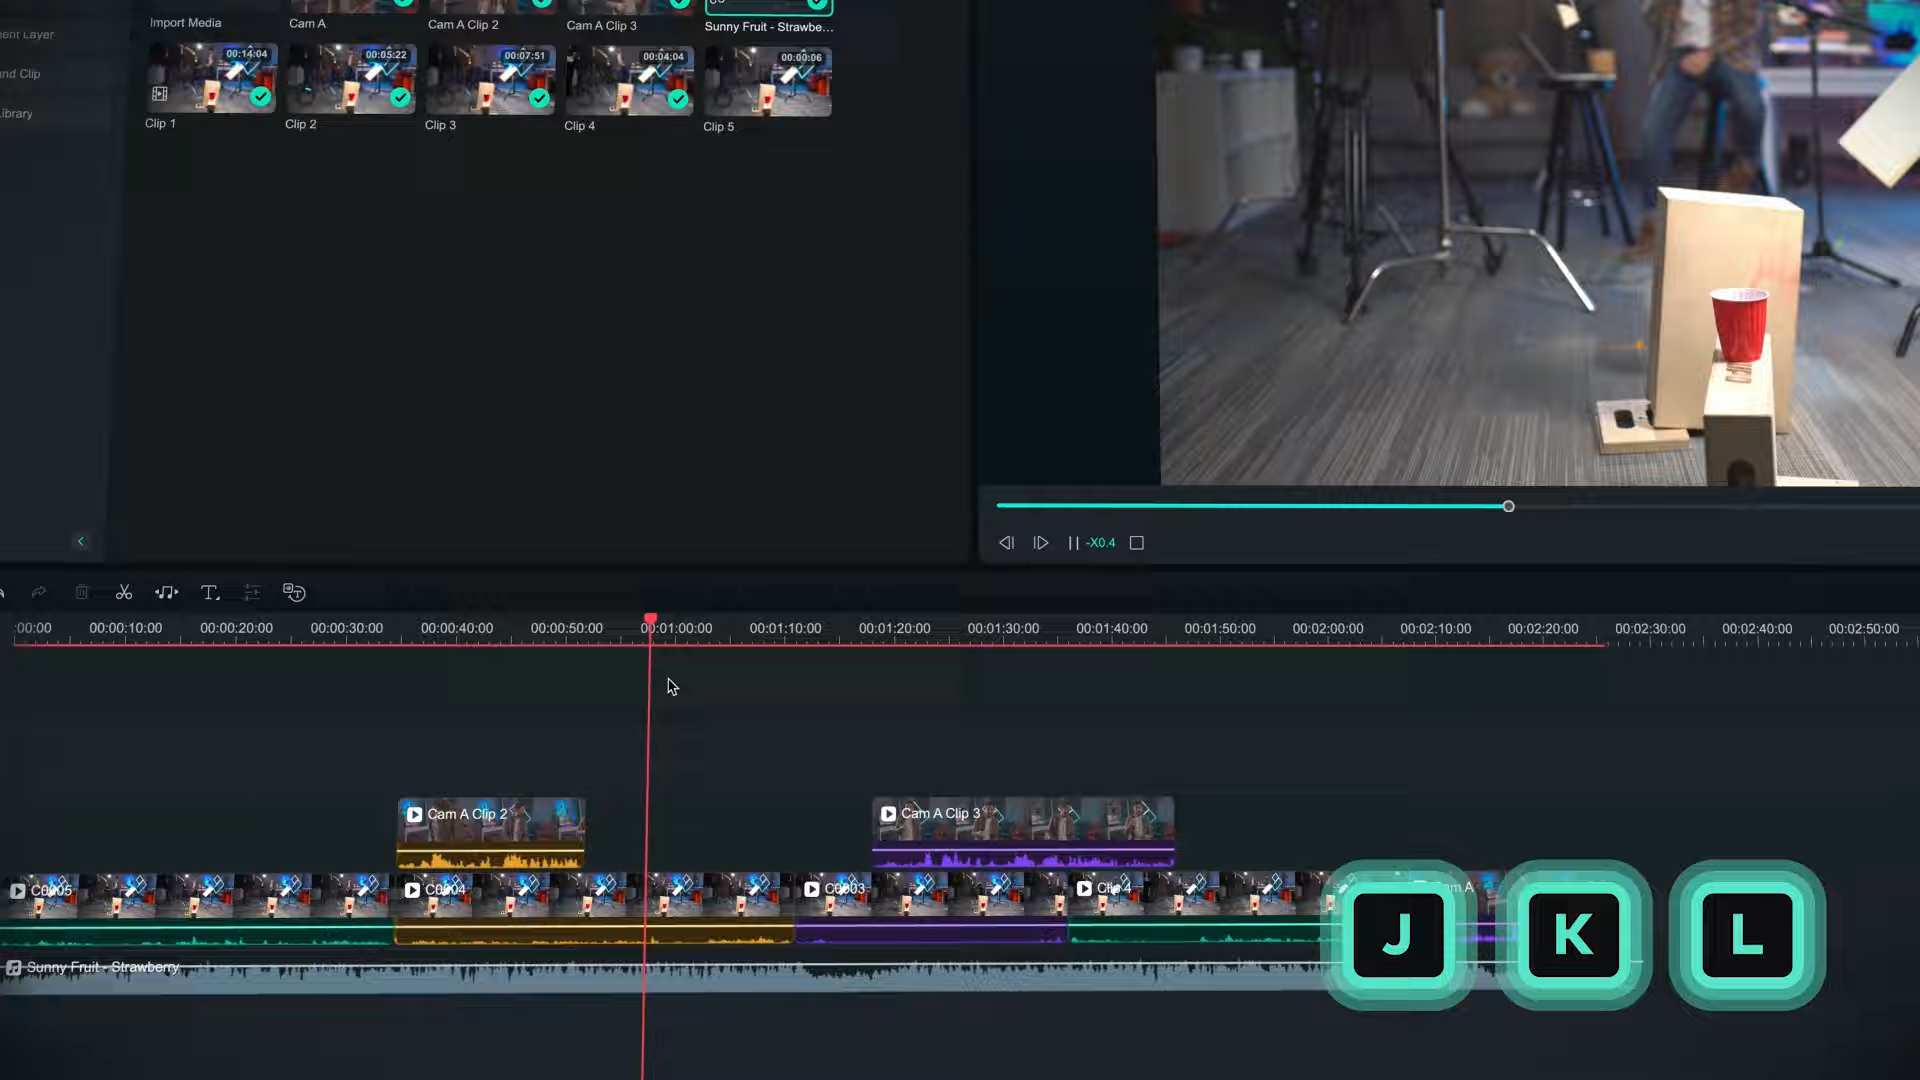 Import Media
Cam A
Cam A Clip 2
Cam A Clip 3
Sunny Fruit - Strawbe...
ent Layer
nd Clip
ibrary
00:14:04
00:05:22
00:07:51
00:04:04
00:00:06
Clip 1
Clip 2
Clip 3
Clip 4
Clip 5
-X0.4
:00:00
00:00:10:00
00:00:20:00
00:00:30:00
00:00:40:00
00:00:50:00
00:01:00:00
00:01:10:00
00:01:20:00
00:01:30:00
00:01:40:00
00:01:50:00
00:02:00:00
00:02:10:00
00:02:20:00
00:02:30:00
00:02:40:00
00:02:50:00
Cam A Clip 2
Cam A Clip 3
C0005
C0004
C0003
Clip 4
m A
Sunny Fruit - Strawberry
J
K
L